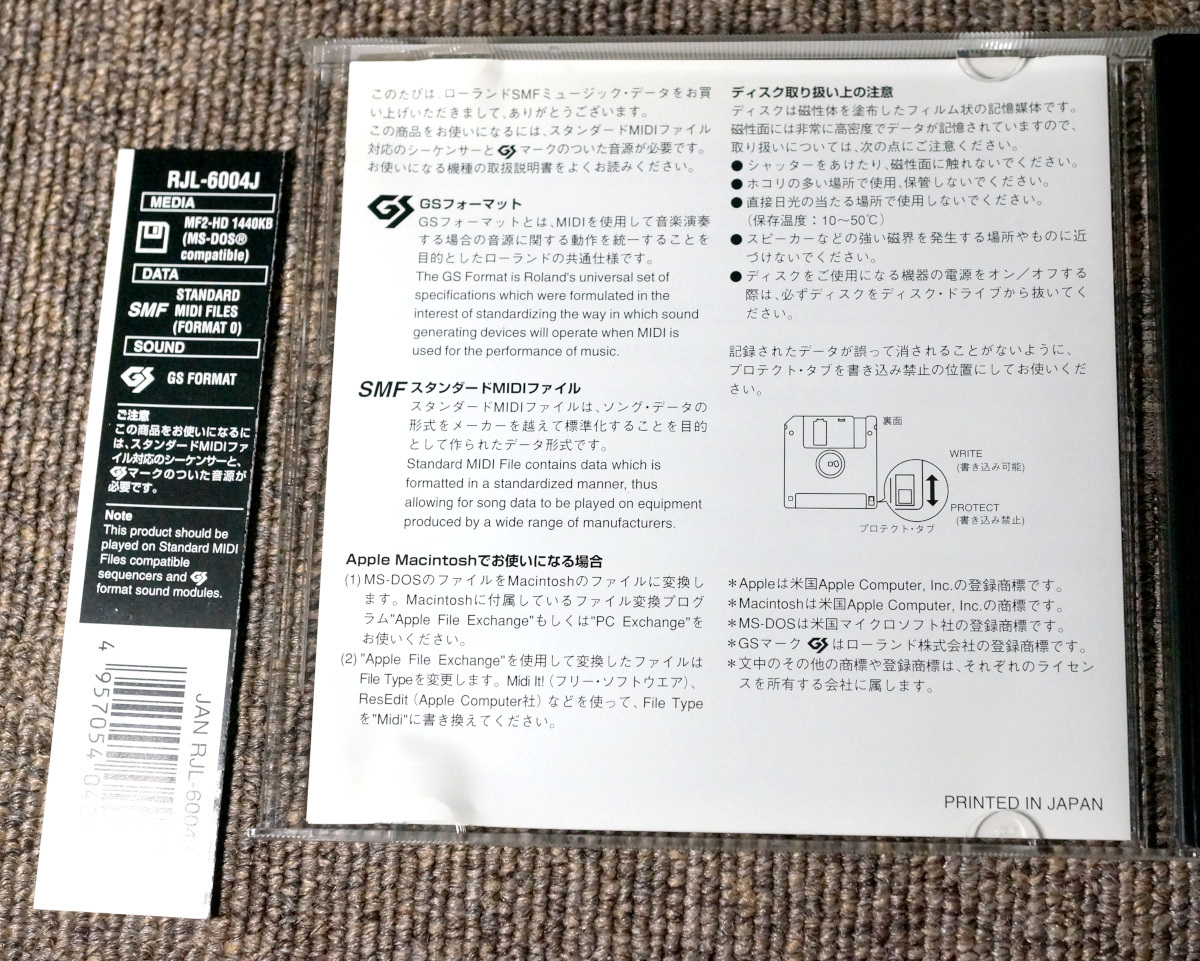 RJL-6004J
MEDIA
MF2-HD 1440KB
(MS-DOS®
compatible)
DATA
SMF
STANDARD
MIDI FILES
(FORMAT 0)
SOUND
GS FORMAT
ご注意
この商品をお使いになるに
は、スタンダードMIDIファ
イル対応のシーケンサーと、
GSマークのついた音源が
必要です。
Note
This product should be
played on Standard MIDI
Files compatible
sequencers and GS
format sound modules.
4 957054 04
JAN RJL-6004
このたびは、ローランドSMFミュージック・データをお買
い上げいただきまして、ありがとうございます。
この商品をお使いになるには、スタンダードMIDIファイル
対応のシーケンサーとGSマークのついた音源が必要です。
お使いになる機種の取扱説明書をよくお読みください。
GS GSフォーマット
GSフォーマットとは、MIDIを使用して音楽演奏
する場合の音源に関する動作を統一することを
目的としたローランドの共通仕様です。
The GS Format is Roland's universal set of
specifications which were formulated in the
interest of standardizing the way in which sound
generating devices will operate when MIDI is
used for the performance of music.
SMF スタンダードMIDIファイル
スタンダードMIDIファイルは、ソング・データの
形式をメーカーを越えて標準化することを目的
として作られたデータ形式です。
Standard MIDI File contains data which is
formatted in a standardized manner, thus
allowing for song data to be played on equipment
produced by a wide range of manufacturers.
Apple Macintoshでお使いになる場合
(1) MS-DOSのファイルをMacintoshのファイルに変換し
ます。Macintoshに付属しているファイル変換プログ
ラム"Apple File Exchange"もしくは"PC Exchange"を
お使いください。
(2) "Apple File Exchange"を使用して変換したファイルは
File Typeを変更します。Midi It!（フリー・ソフトウエア）、
ResEdit（Apple Computer社）などを使って、File Type
を"Midi"に書き換えてください。
ディスク取り扱い上の注意
ディスクは磁性体を塗布したフィルム状の記憶媒体です。
磁性面には非常に高密度でデータが記憶されていますので、
取り扱いについては、次の点にご注意ください。
●シャッターをあけたり、磁性面に触れないでください。
●ホコリの多い場所で使用、保管しないでください。
●直接日光の当たる場所で使用しないでください。
（保存温度：10〜50℃）
●スピーカーなどの強い磁界を発生する場所やものに近
づけないでください。
●ディスクをご使用になる機器の電源をオン／オフする
際は、必ずディスクをディスク・ドライブから抜いてく
ださい。
記録されたデータが誤って消されることがないように、
プロテクト・タブを書き込み禁止の位置にしてお使いくだ
さい。
裏面
WRITE
（書き込み可能）
PROTECT
（書き込み禁止）
プロテクト・タブ
＊Appleは米国Apple Computer, Inc.の登録商標です。
＊Macintoshは米国Apple Computer, Inc.の商標です。
＊MS-DOSは米国マイクロソフト社の登録商標です。
＊GSマーク GS はローランド株式会社の登録商標です。
＊文中のその他の商標や登録商標は、それぞれのライセン
スを所有する会社に属します。
PRINTED IN JAPAN